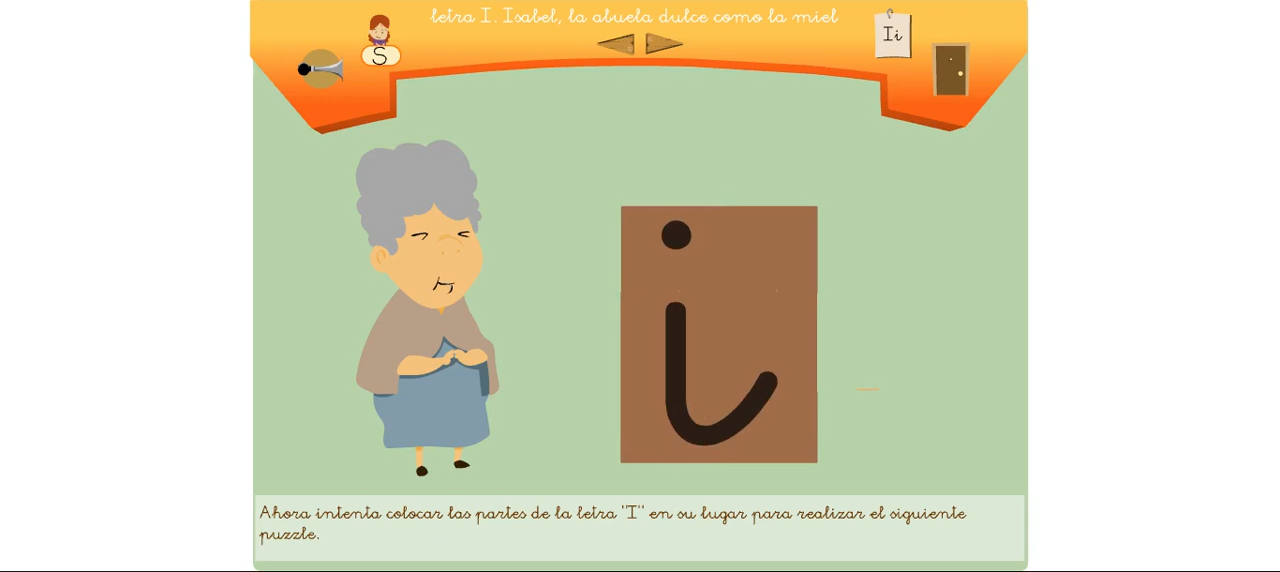 letra I. Isabel, la abuela dulce como la miel
S
Ii
i
Ahora intenta colocar las partes de la letra "I" en su lugar para realizar el siguiente
puzzle.